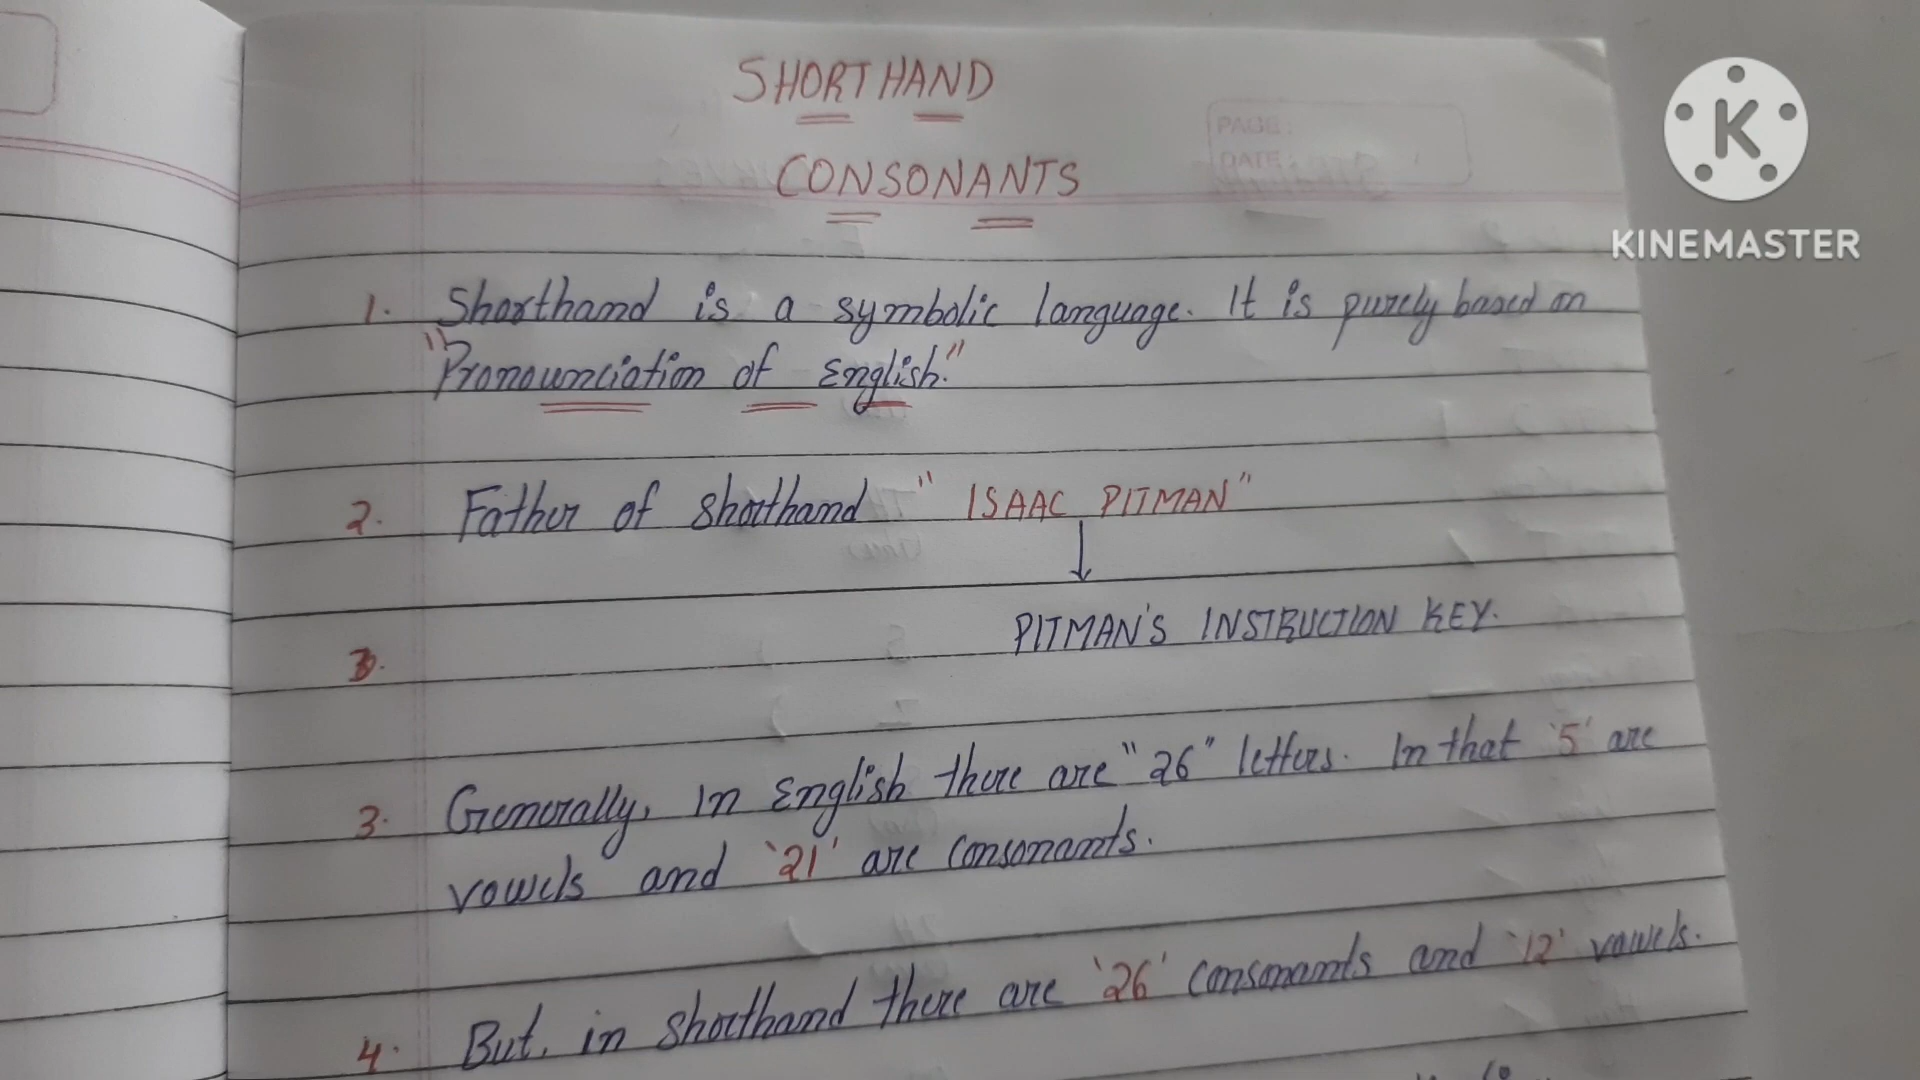 SHORTHAND
PAGE:
DATE:
CONSONANTS
K
KINEMASTER
1. Shorthand is a symbolic language. It is purely based on
"Pronounciation of English."
2. Father of Shorthand "ISAAC PITMAN"
PITMAN'S INSTRUCTION KEY.
3. Generally, in English there are "26" letters. In that '5' are
vowels and '21' are consonants.
4. But, in shorthand there are '26' consonants and '12' vowels.